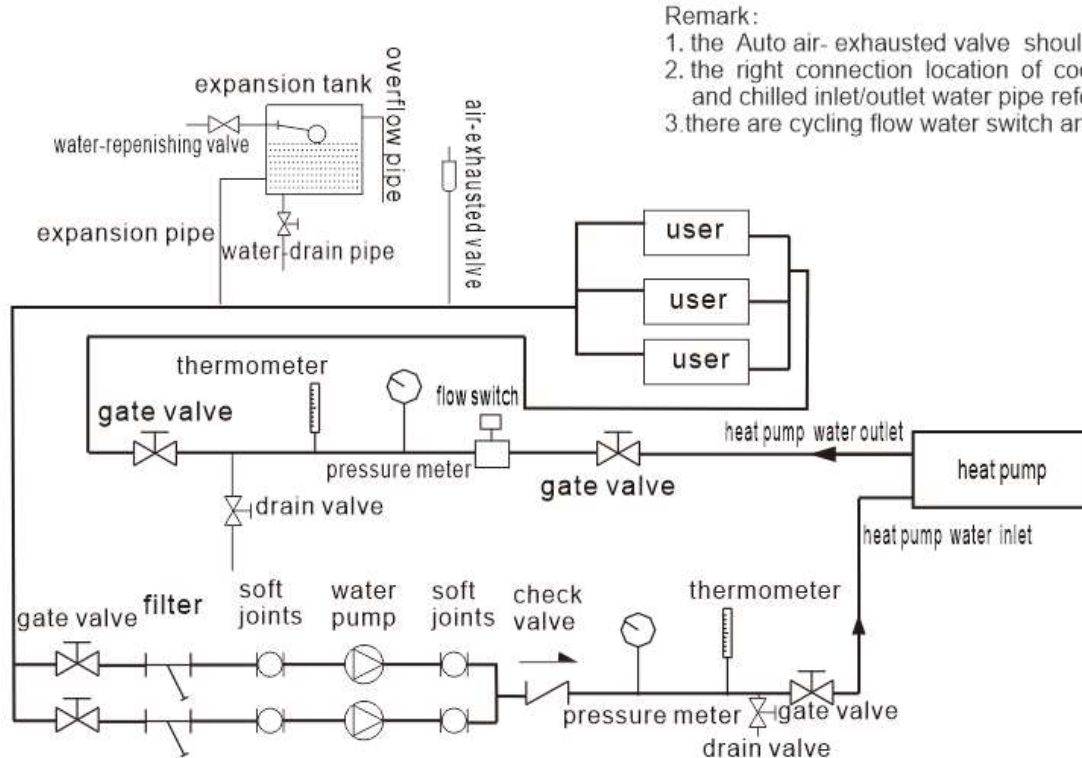 Remark:
1. the Auto air- exhausted valve shoul
2. the right connection location of coo
and chilled inlet/outlet water pipe refe
3.there are cycling flow water switch an
expansion tank
overflow pipe
air-exhausted valve
water-repenishing valve
expansion pipe
water-drain pipe
user
user
user
thermometer
gate valve
flow switch
pressure meter
gate valve
heat pump water outlet
heat pump
drain valve
heat pump water inlet
gate valve
filter
soft
joints
water
pump
soft
joints
check
valve
thermometer
pressure meter
gate valve
drain valve